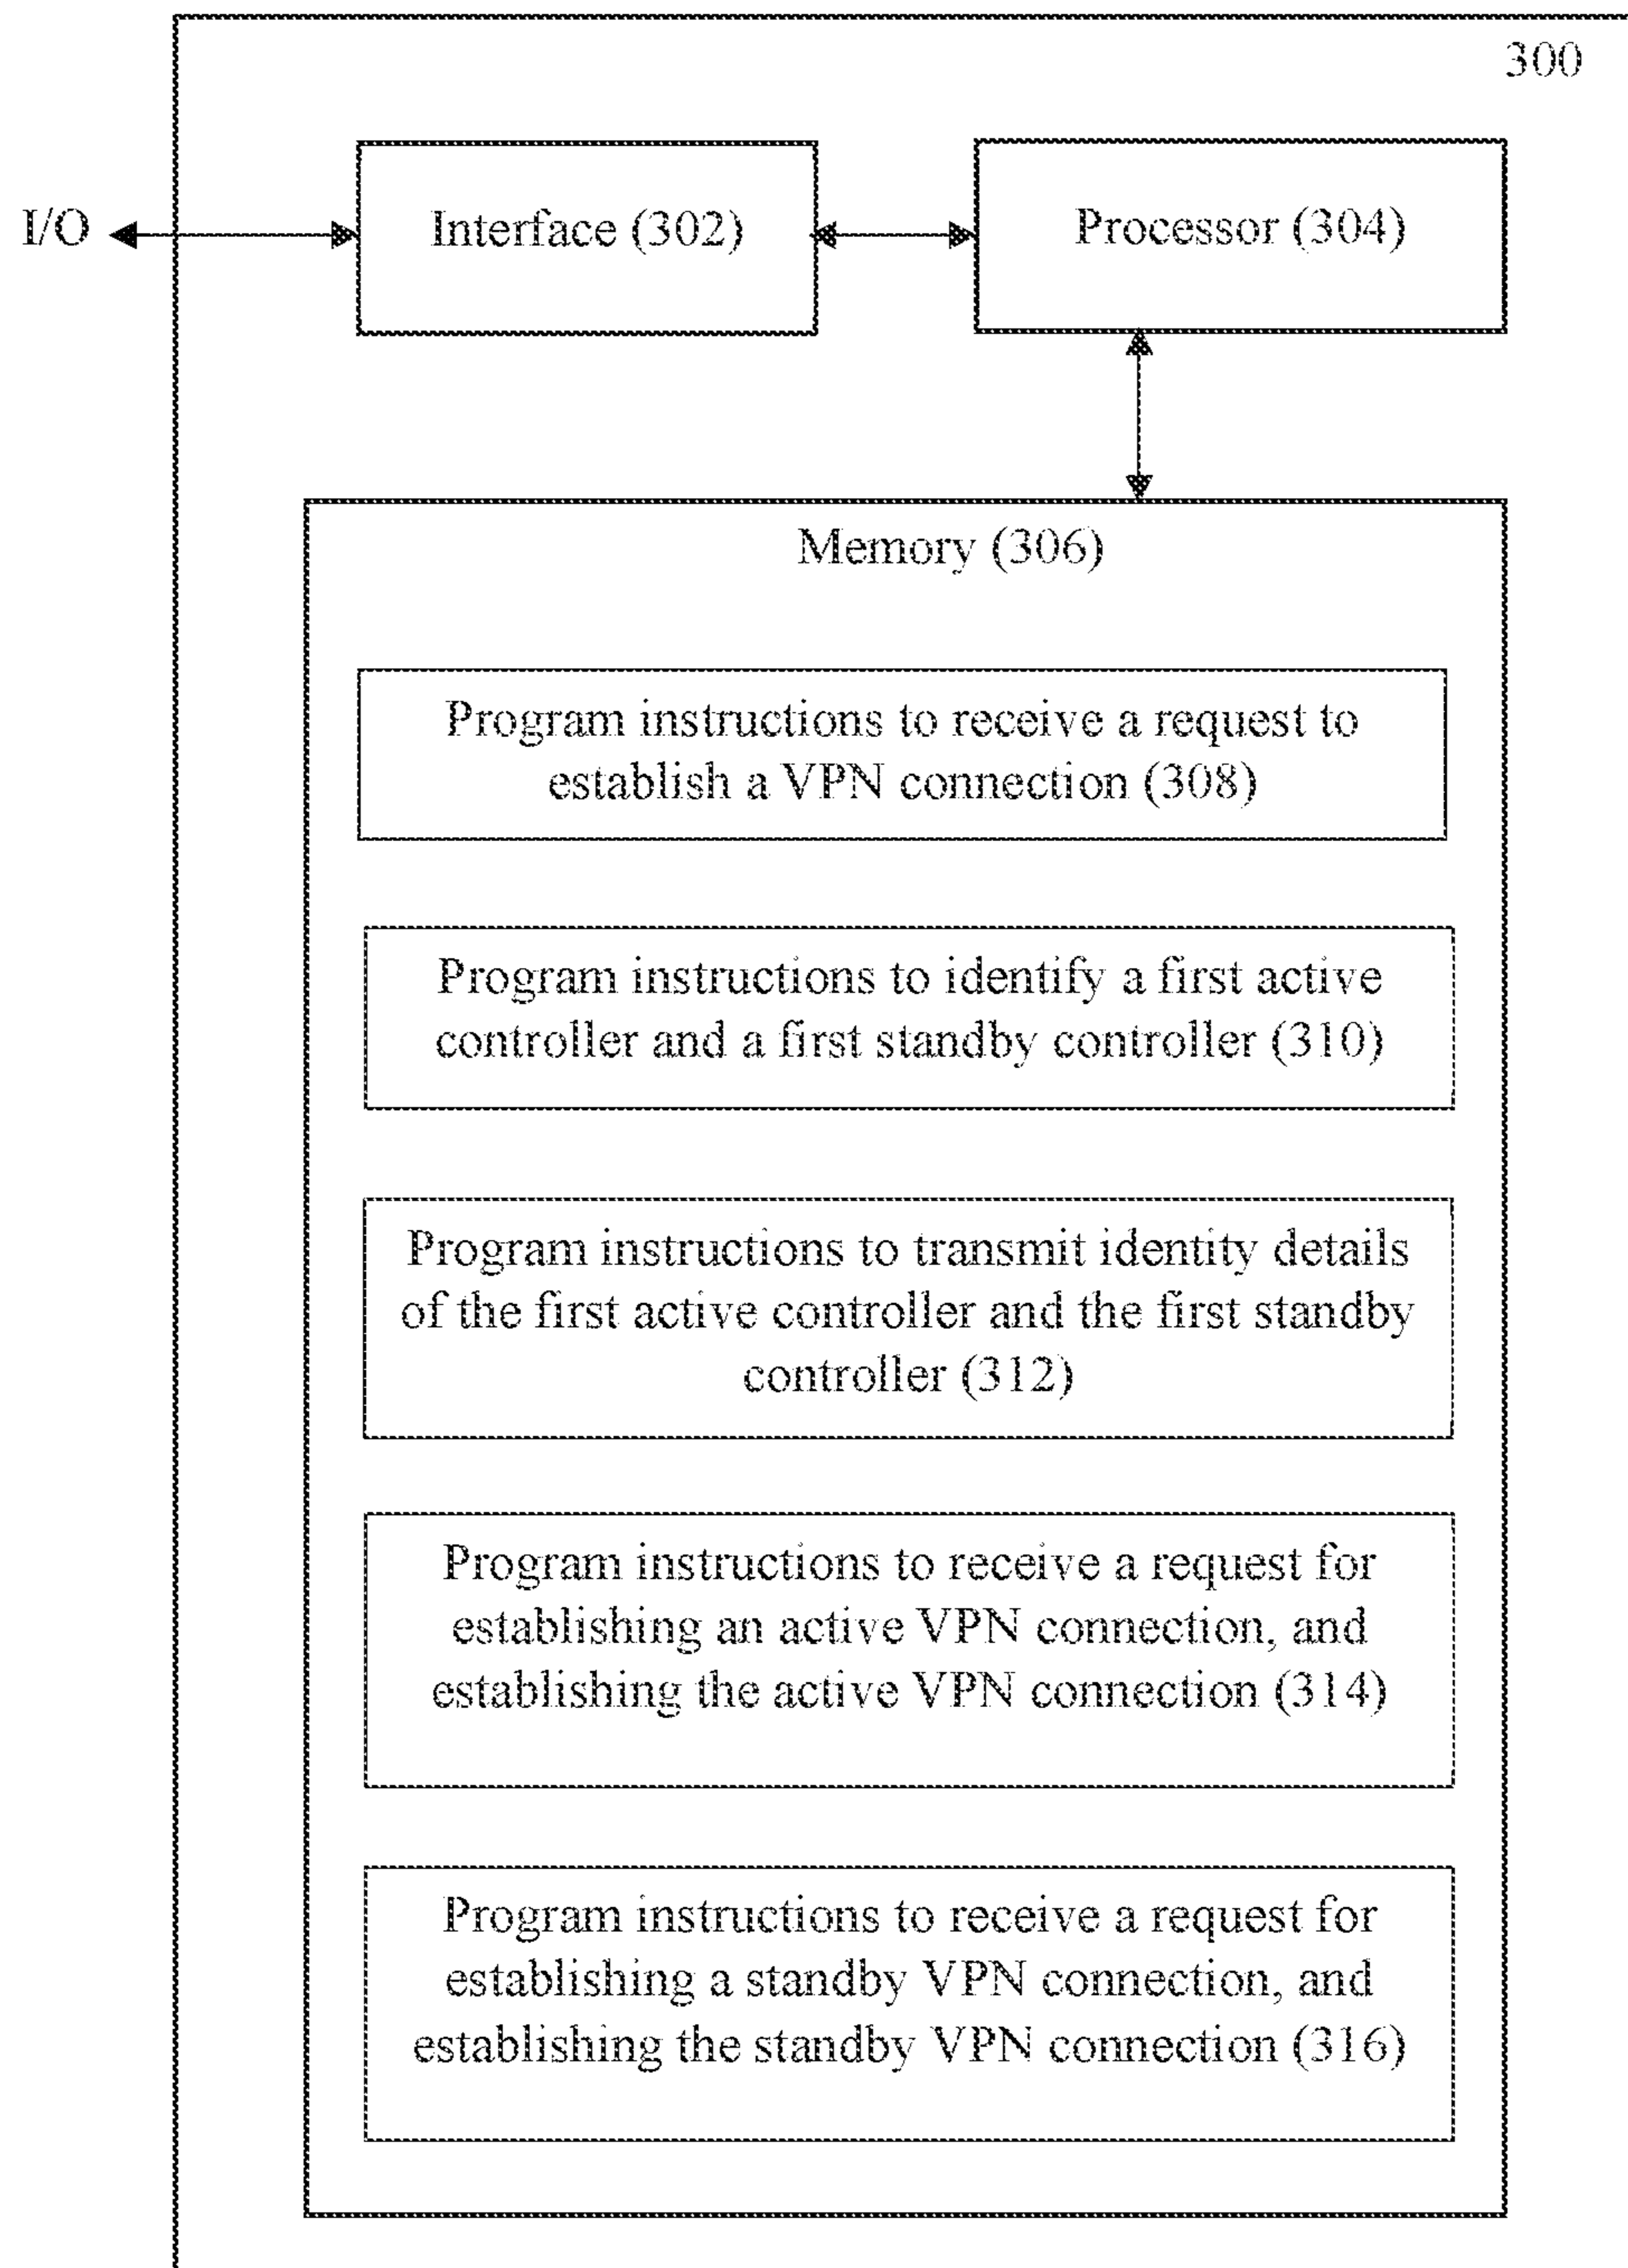 300
I/O
Interface (302)
Processor (304)
Memory (306)
Program instructions to receive a request to
establish a VPN connection (308)
Program instructions to identify a first active
controller and a first standby controller (310)
Program instructions to transmit identity details
of the first active controller and the first standby
controller (312)
Program instructions to receive a request for
establishing an active VPN connection, and
establishing the active VPN connection (314)
Program instructions to receive a request for
establishing a standby VPN connection, and
establishing the standby VPN connection (316)